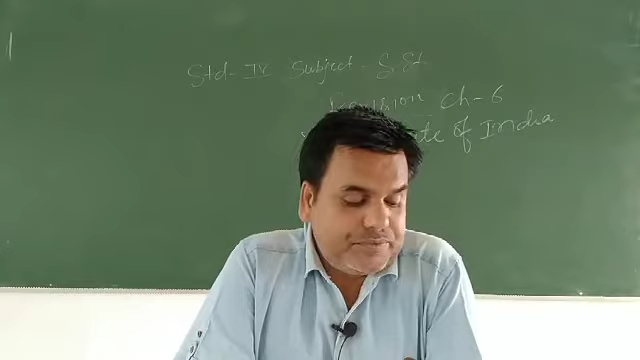 Std - IV Subject - S.St.
Revision Ch - 6
of India